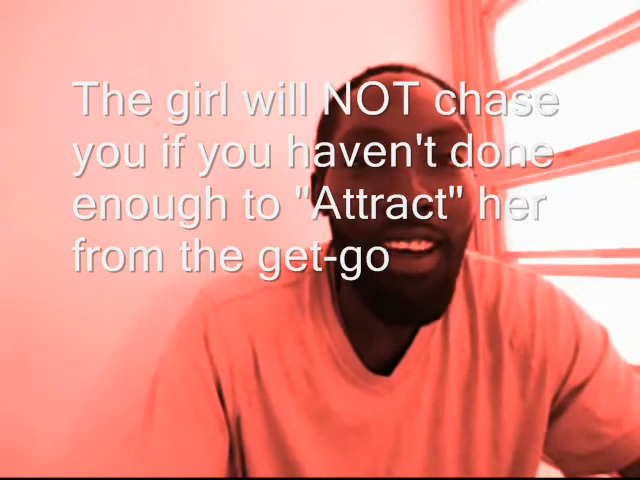 The girl will NOT chase
you if you haven't done
enough to "Attract" her
from the get-go